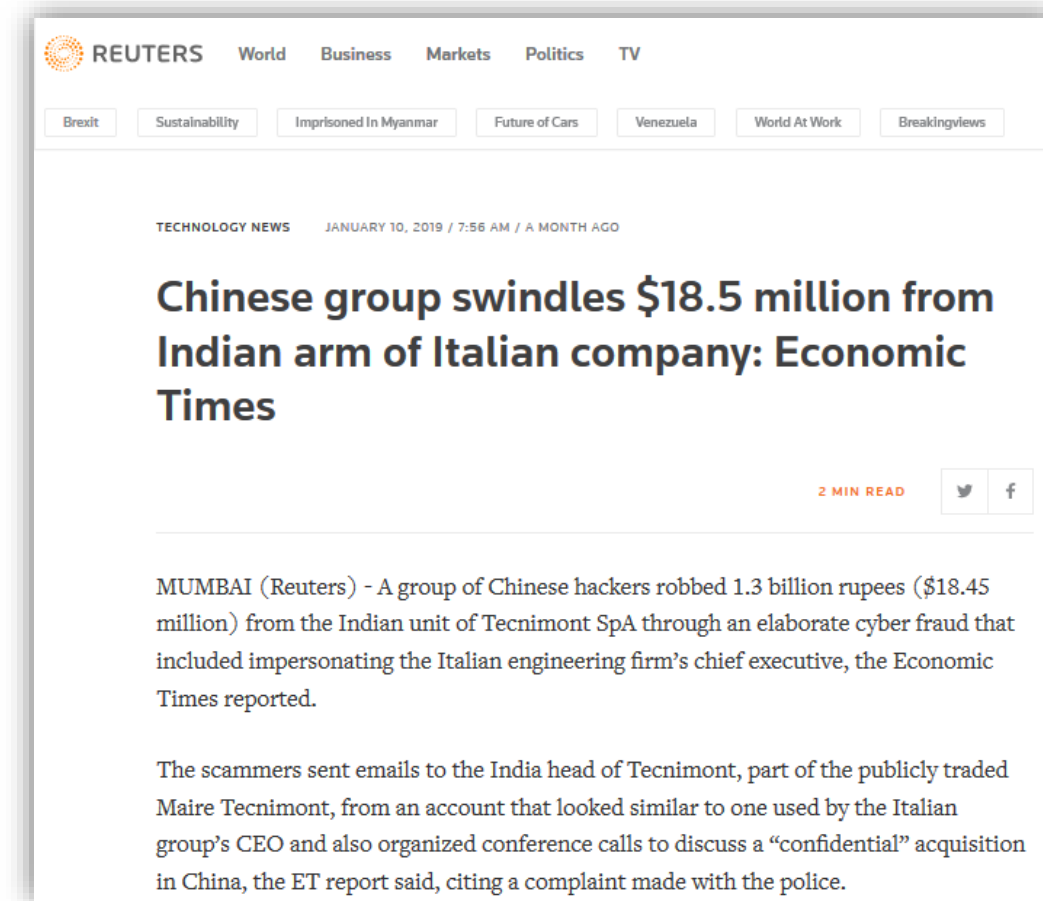 REUTERS World Business Markets Politics TV
Brexit Sustainability Imprisoned In Myanmar Future of Cars Venezuela World At Work Breakingviews
TECHNOLOGY NEWS JANUARY 10, 2019 / 7:56 AM / A MONTH AGO
Chinese group swindles $18.5 million from
Indian arm of Italian company: Economic
Times
2 MIN READ
MUMBAI (Reuters) - A group of Chinese hackers robbed 1.3 billion rupees ($18.45
million) from the Indian unit of Tecnimont SpA through an elaborate cyber fraud that
included impersonating the Italian engineering firm’s chief executive, the Economic
Times reported.
The scammers sent emails to the India head of Tecnimont, part of the publicly traded
Maire Tecnimont, from an account that looked similar to one used by the Italian
group’s CEO and also organized conference calls to discuss a “confidential” acquisition
in China, the ET report said, citing a complaint made with the police.